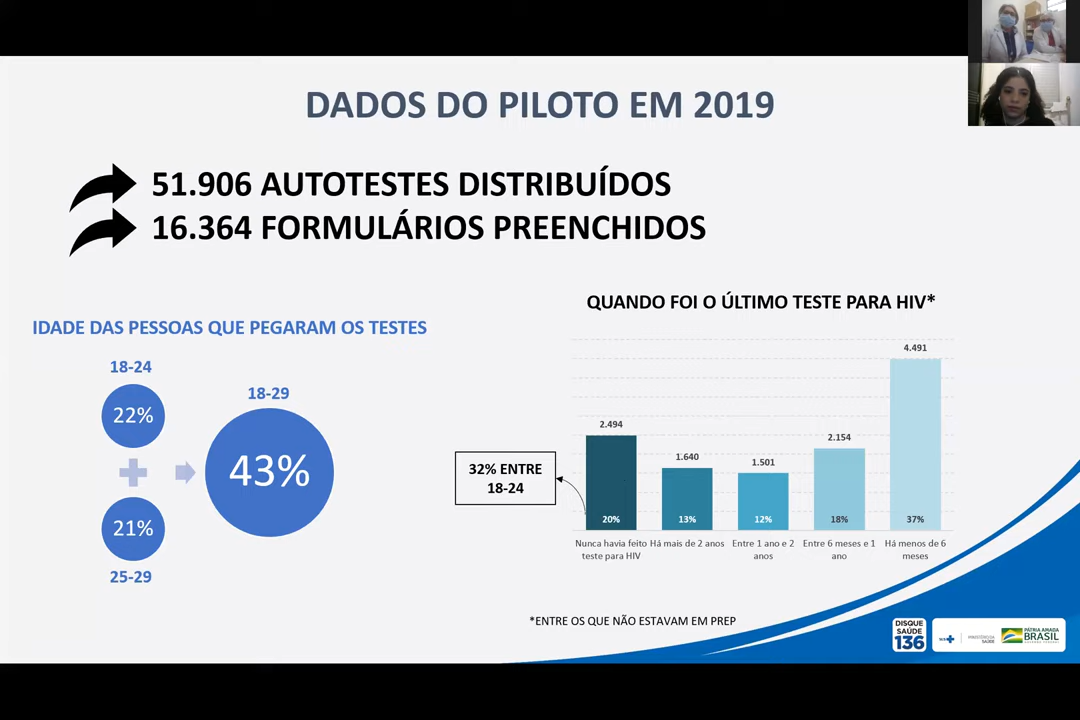 DADOS DO PILOTO EM 2019
51.906 AUTOTESTES DISTRIBUÍDOS
16.364 FORMULÁRIOS PREENCHIDOS
IDADE DAS PESSOAS QUE PEGARAM OS TESTES
18-24
22%
18-29
43%
21%
25-29
QUANDO FOI O ÚLTIMO TESTE PARA HIV*
32% ENTRE
18-24
2.494
1.640
1.501
2.154
4.491
20%
13%
12%
18%
37%
Nunca havia feito
teste para HIV
Há mais de 2 anos
Entre 1 ano e 2
anos
Entre 6 meses e 1
ano
Há menos de 6
meses
*ENTRE OS QUE NÃO ESTAVAM EM PREP
DISQUE
SAÚDE
136
SUS
MINISTÉRIO DA
SAÚDE
PÁTRIA AMADA
BRASIL